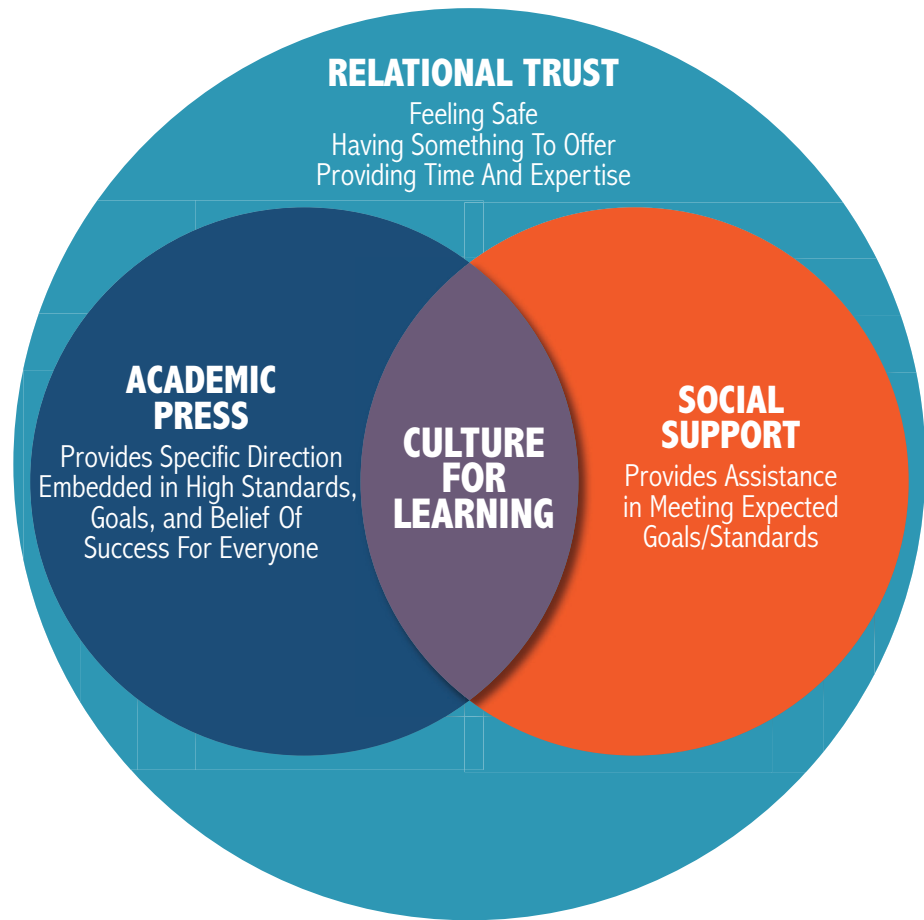 RELATIONAL TRUST
Feeling Safe
Having Something To Offer
Providing Time And Expertise
ACADEMIC
PRESS
Provides Specific Direction
Embedded in High Standards,
Goals, and Belief Of
Success For Everyone
CULTURE
FOR
LEARNING
SOCIAL
SUPPORT
Provides Assistance
in Meeting Expected
Goals/Standards